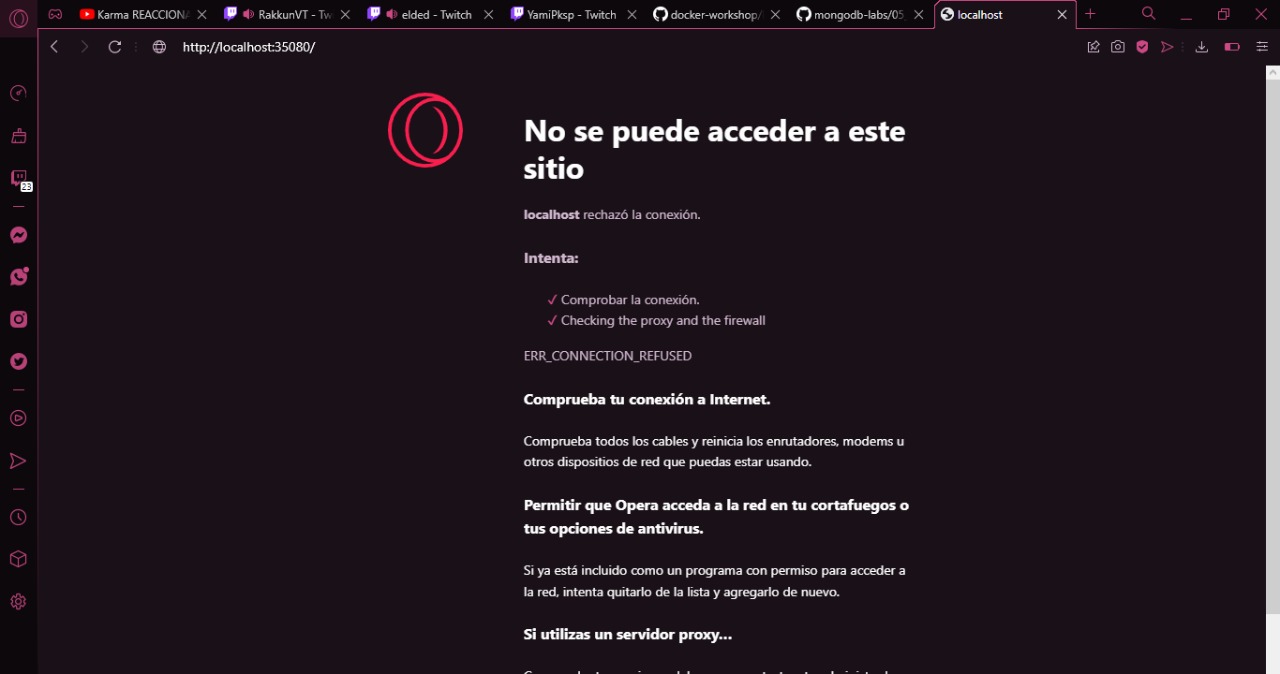 Karma REACCIONA
RakkunVT - Tw
elded - Twitch
YamiPksp - Twitch
docker-workshop/
mongodb-labs/05
localhost
http://localhost:35080/
23
No se puede acceder a este
sitio
localhost rechazó la conexión.
Intenta:
Comprobar la conexión.
Checking the proxy and the firewall
ERR_CONNECTION_REFUSED
Comprueba tu conexión a Internet.
Comprueba todos los cables y reinicia los enrutadores, modems u
otros dispositios de red que puedas estar usando.
Permitir que Opera acceda a la red en tu cortafuegos o
tus opciones de antivirus.
Si ya está incluido como un programa con permiso para acceder a
la red, intenta quitarlo de la lista y agregarlo de nuevo.
Si utilizas un servidor proxy...